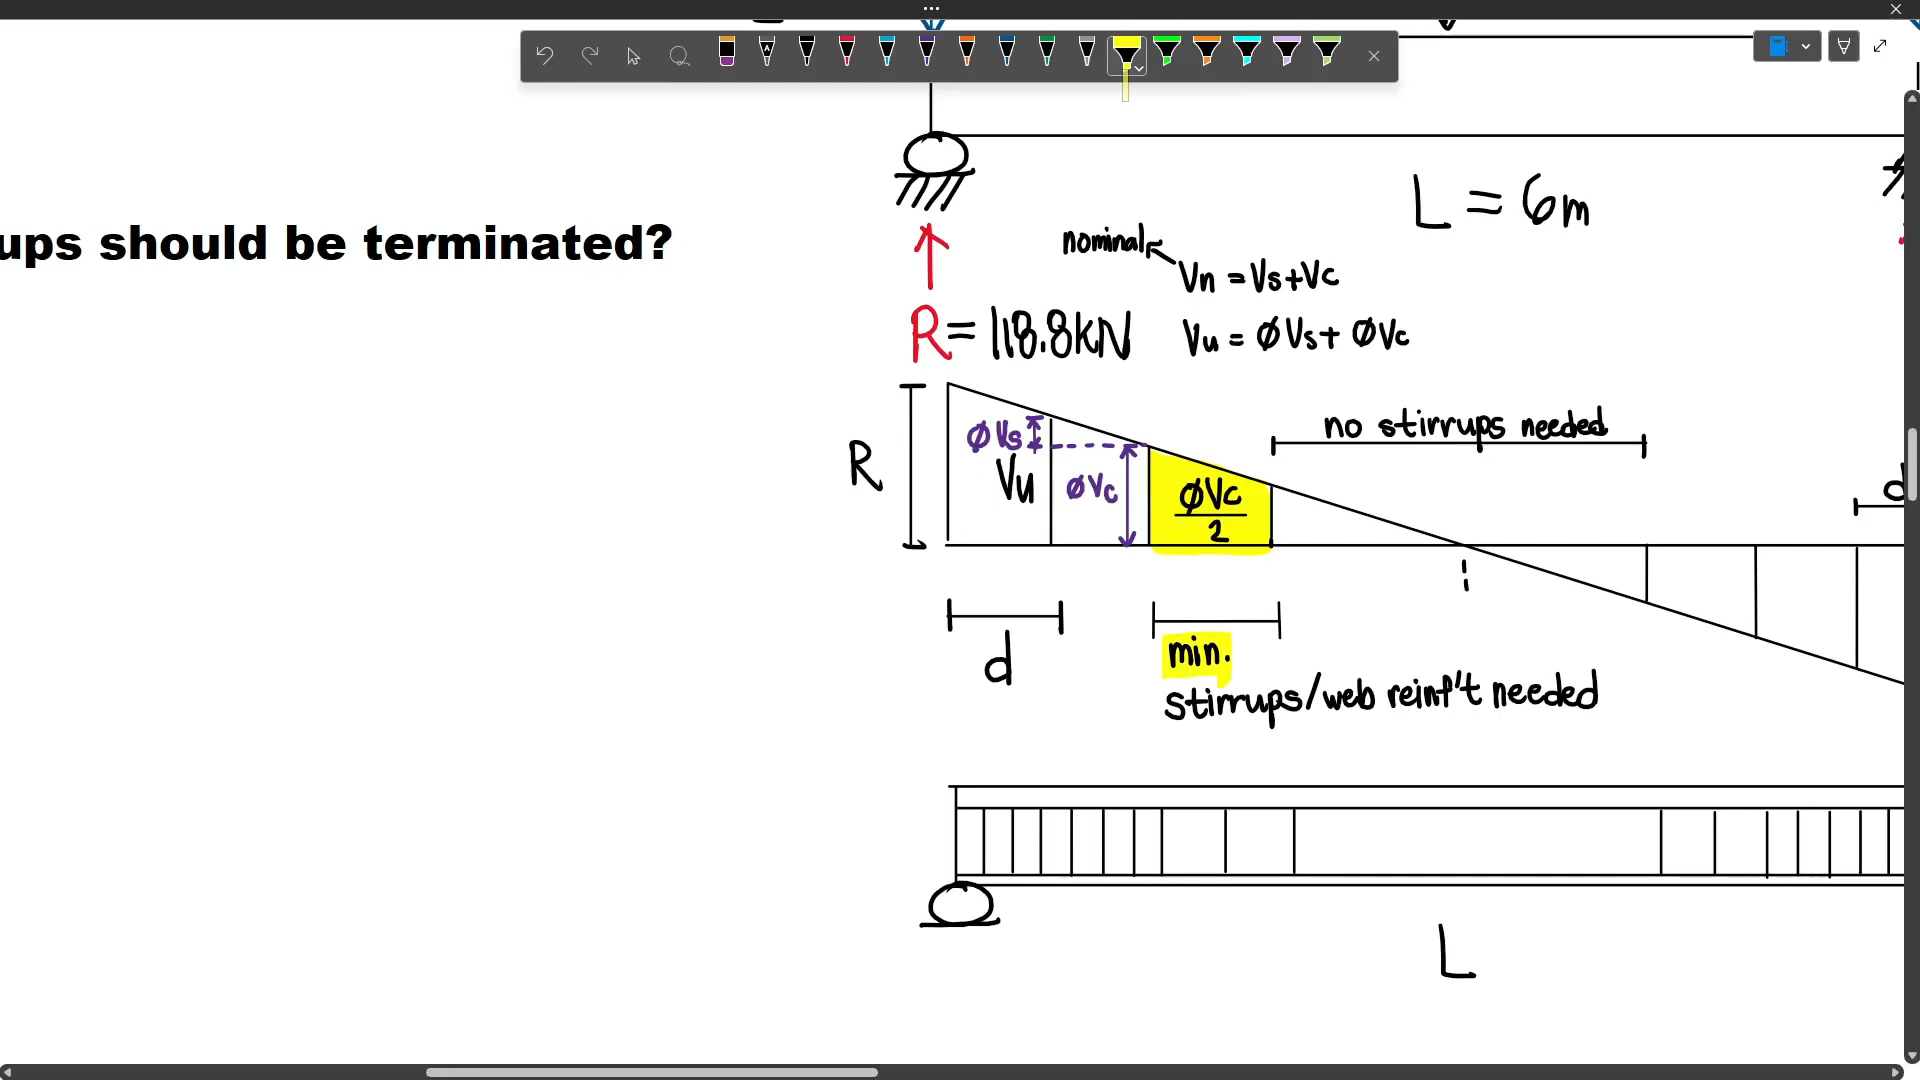 ups should be terminated?
L = 6m
nominal
Vn = Vs+Vc
R = 118.8kN
Vu = ØVs + ØVc
no stirrups needed
ØVs
R
Vu
ØVc
ØVc
2
d
d
min.
stirrups/web reinf't needed
L